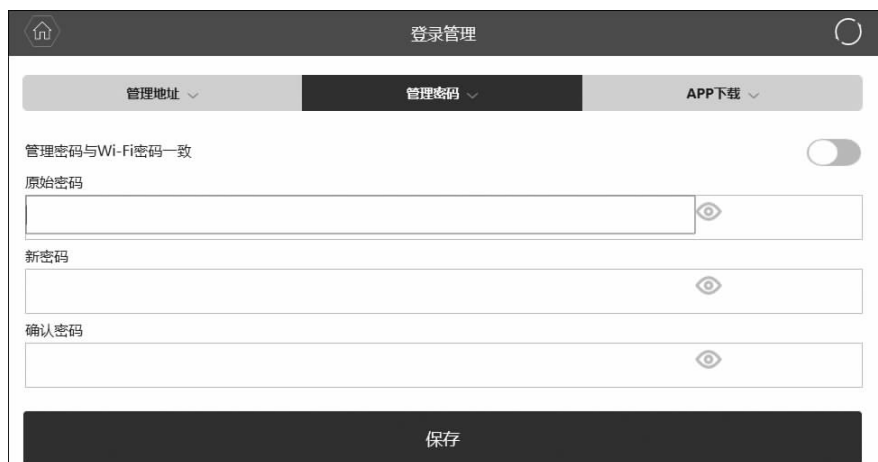 登录管理
管理地址 管理密码 APP下载
管理密码与Wi-Fi密码一致
原始密码
新密码
确认密码
保存